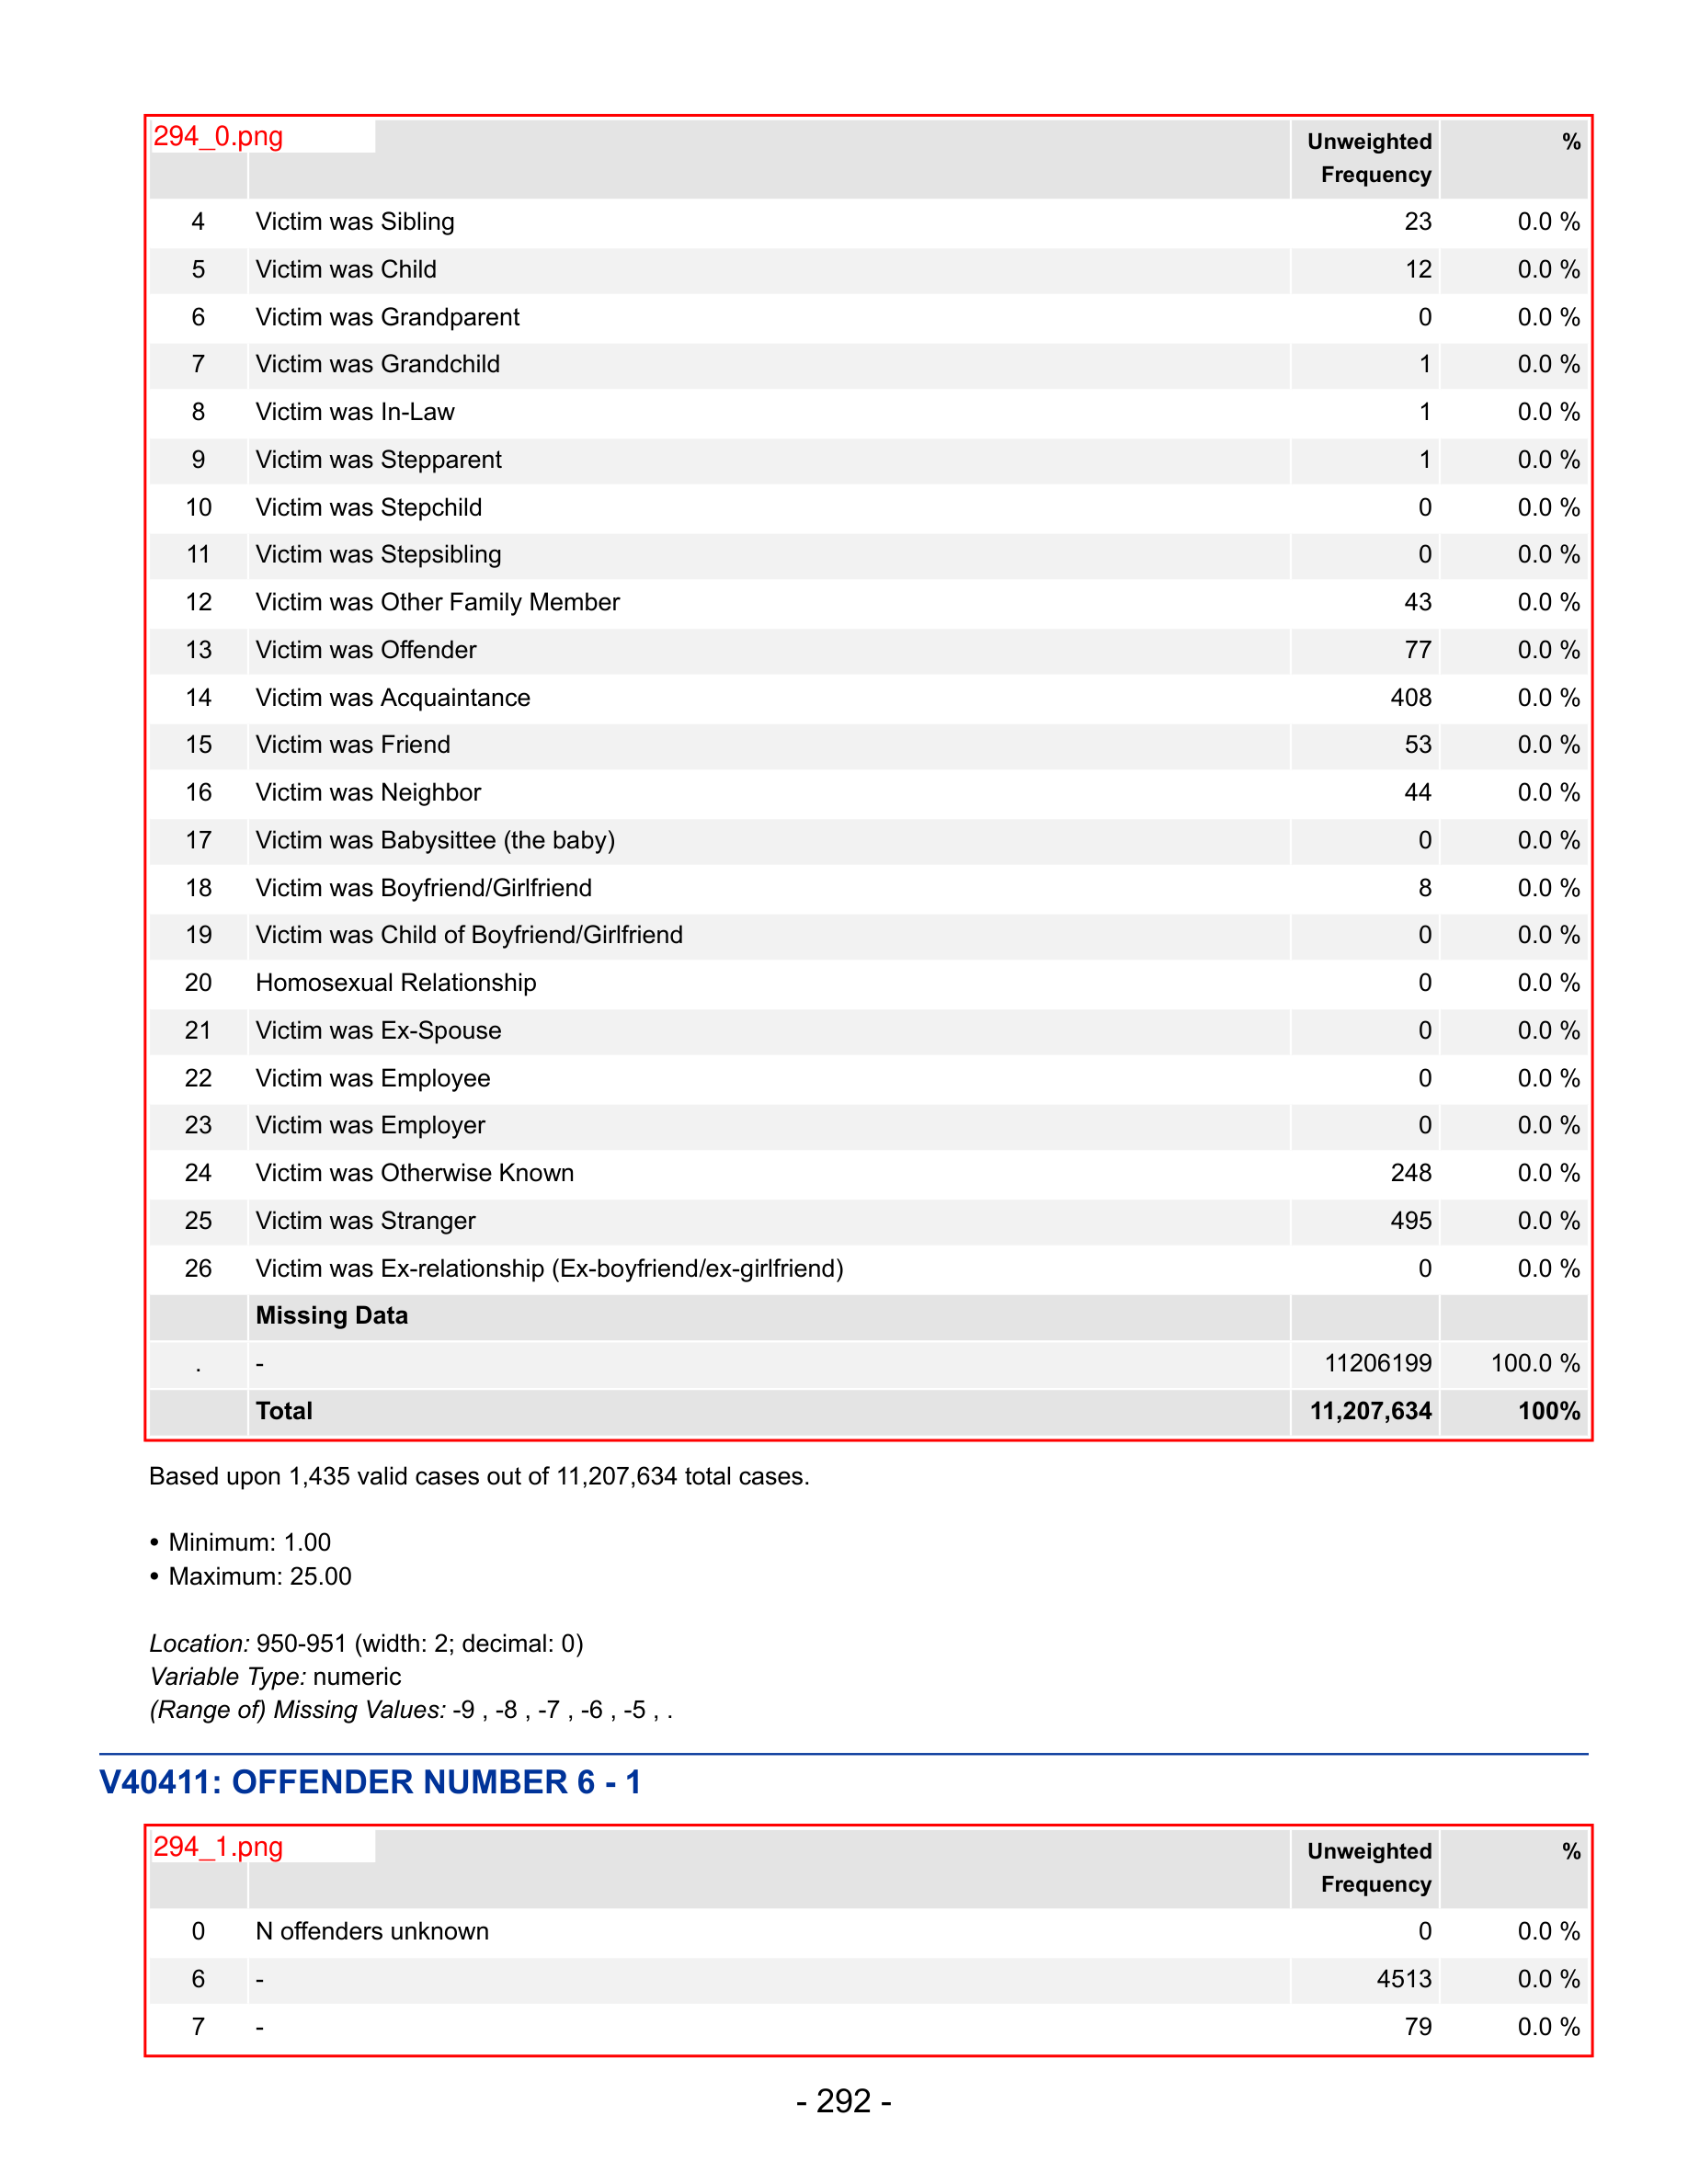 294_0.png
Unweighted Frequency %
4 Victim was Sibling 23 0.0 %
5 Victim was Child 12 0.0 %
6 Victim was Grandparent 0 0.0 %
7 Victim was Grandchild 1 0.0 %
8 Victim was In-Law 1 0.0 %
9 Victim was Stepparent 1 0.0 %
10 Victim was Stepchild 0 0.0 %
11 Victim was Stepsibling 0 0.0 %
12 Victim was Other Family Member 43 0.0 %
13 Victim was Offender 77 0.0 %
14 Victim was Acquaintance 408 0.0 %
15 Victim was Friend 53 0.0 %
16 Victim was Neighbor 44 0.0 %
17 Victim was Babysittee (the baby) 0 0.0 %
18 Victim was Boyfriend/Girlfriend 8 0.0 %
19 Victim was Child of Boyfriend/Girlfriend 0 0.0 %
20 Homosexual Relationship 0 0.0 %
21 Victim was Ex-Spouse 0 0.0 %
22 Victim was Employee 0 0.0 %
23 Victim was Employer 0 0.0 %
24 Victim was Otherwise Known 248 0.0 %
25 Victim was Stranger 495 0.0 %
26 Victim was Ex-relationship (Ex-boyfriend/ex-girlfriend) 0 0.0 %
Missing Data
. - 11206199 100.0 %
Total 11,207,634 100%
Based upon 1,435 valid cases out of 11,207,634 total cases.
• Minimum: 1.00
• Maximum: 25.00
Location: 950-951 (width: 2; decimal: 0)
Variable Type: numeric
(Range of) Missing Values: -9 , -8 , -7 , -6 , -5 , .
V40411: OFFENDER NUMBER 6 - 1
294_1.png
Unweighted Frequency %
0 N offenders unknown 0 0.0 %
6 - 4513 0.0 %
7 - 79 0.0 %
- 292 -